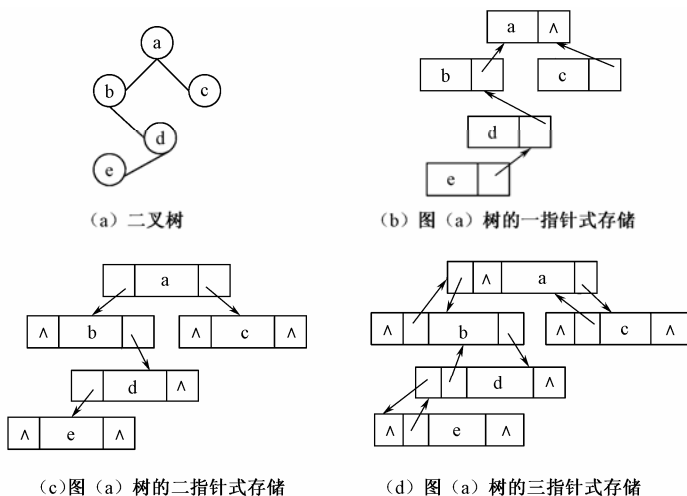 a
b
c
d
e
(a) 二叉树
a ∧
b
c
d
e
(b) 图 (a) 树的一指针式存储
a
∧ b
∧ c ∧
d ∧
∧ e ∧
(c)图 (a) 树的二指针式存储
∧ a
∧ b
∧ c ∧
d ∧
∧ e ∧
(d) 图 (a) 树的三指针式存储